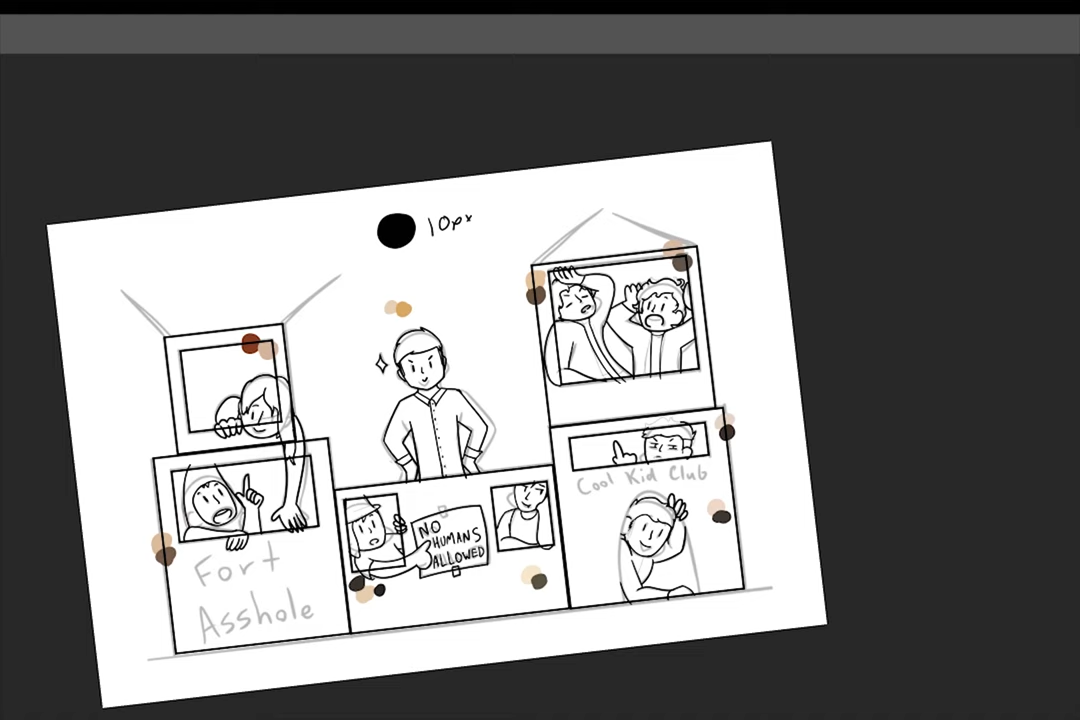 10px
Cool Kid Club
NO
HUMANS
ALLOWED
Fort
Asshole